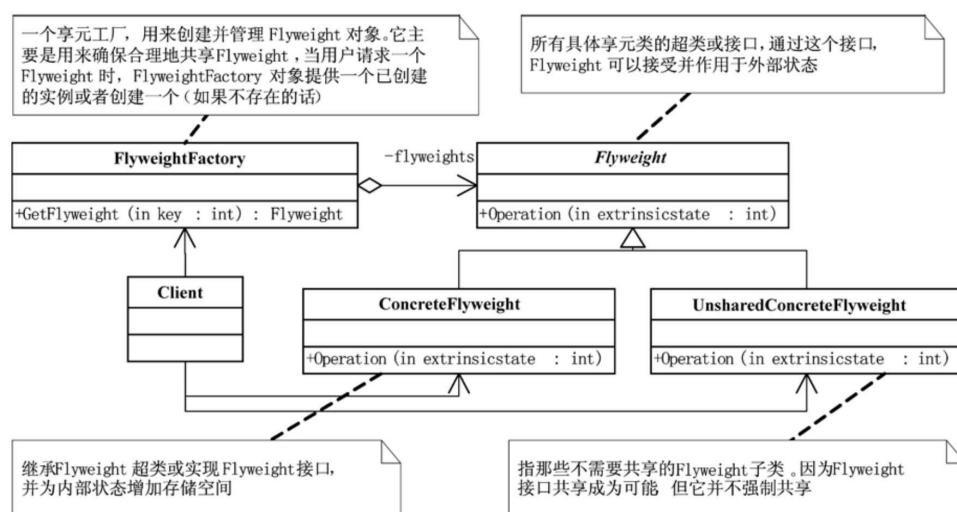 一个享元工厂，用来创建并管理 Flyweight 对象。它主
要是用来确保合理地共享Flyweight，当用户请求一个
Flyweight 时，FlyweightFactory 对象提供一个已创建
的实例或者创建一个（如果不存在的话）
所有具体享元类的超类或接口，通过这个接口，
Flyweight 可以接受并作用于外部状态
FlyweightFactory
+GetFlyweight (in key : int) : Flyweight
-flyweights
Flyweight
+Operation (in extrinsicstate : int)
Client
ConcreteFlyweight
+Operation (in extrinsicstate : int)
UnsharedConcreteFlyweight
+Operation (in extrinsicstate : int)
继承Flyweight 超类或实现 Flyweight 接口，
并为内部状态增加存储空间
指那些不需要共享的Flyweight 子类。因为Flyweight
接口共享成为可能 但它并不强制共享